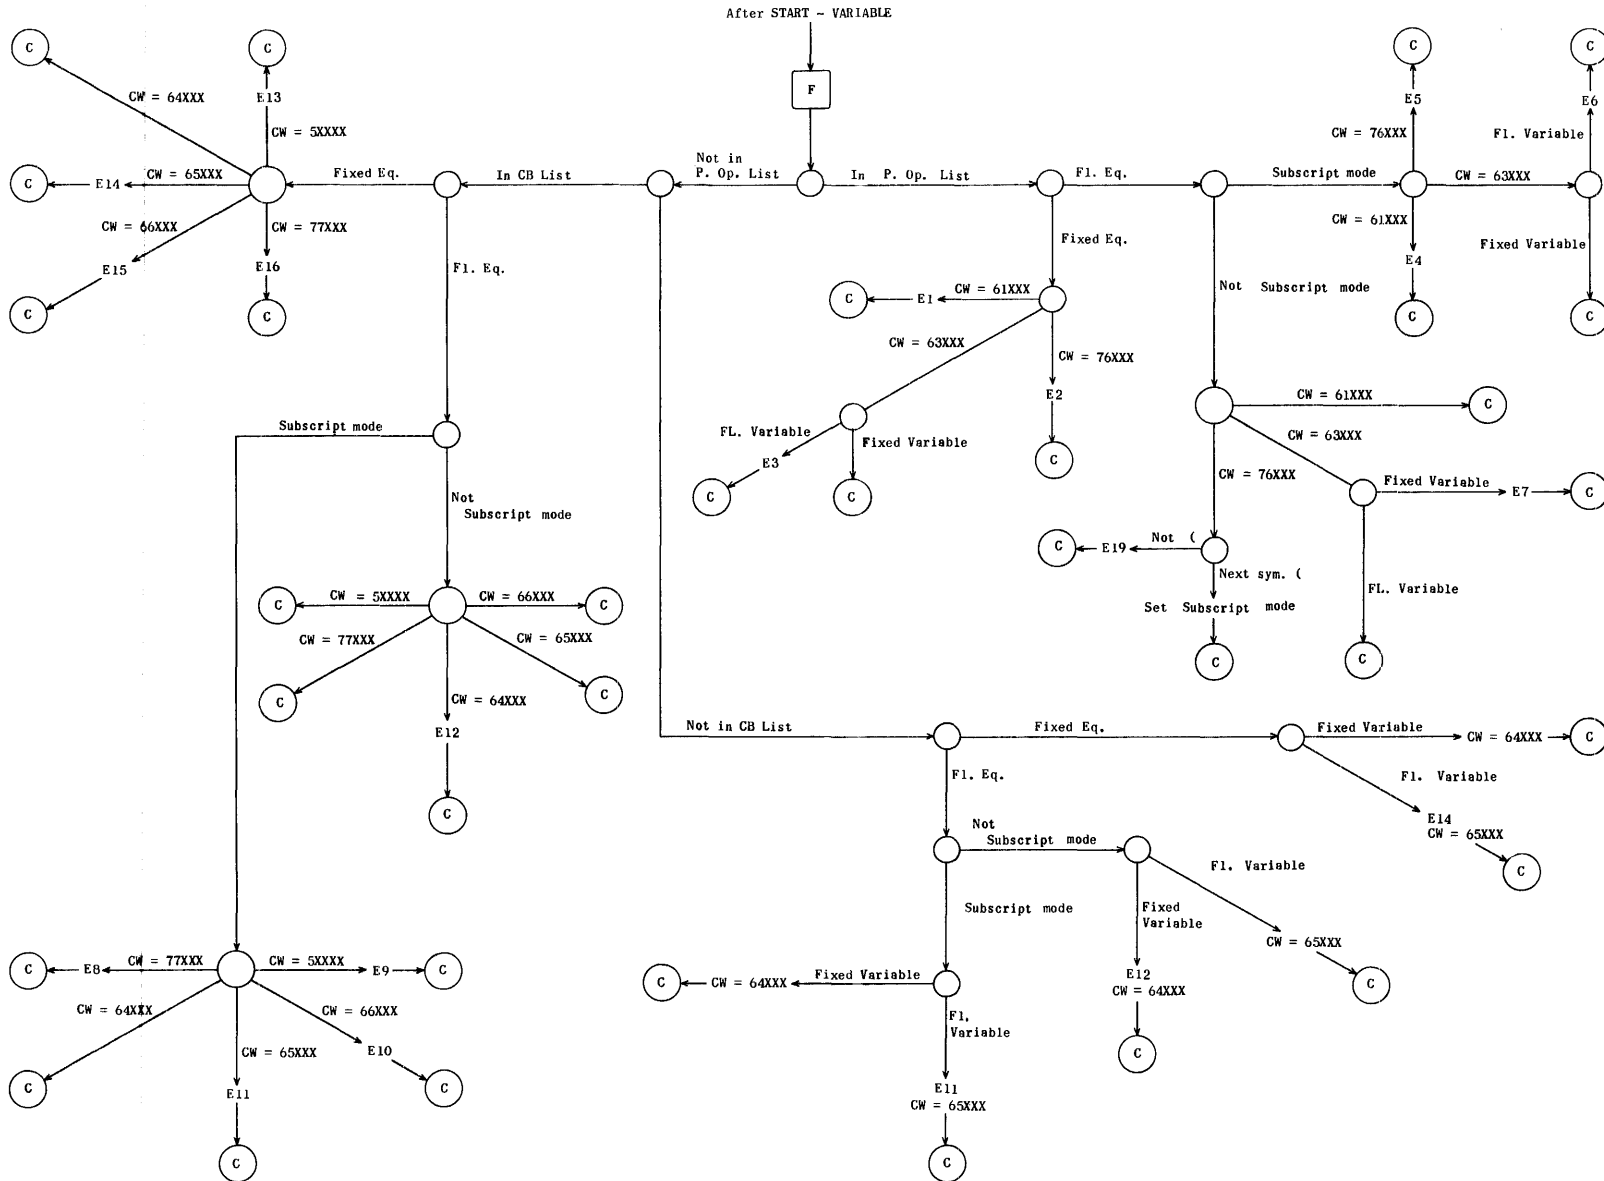 After START - VARIABLE
C
C
C
C
CW = 64XXX
E13
F
E5
E6
CW = 5XXXX
CW = 76XXX
Fl. Variable
Not in
P. Op. List
C
E14
CW = 65XXX
Fixed Eq.
In CB List
In P. Op. List
Fl. Eq.
Subscript mode
CW = 63XXX
CW = 66XXX
CW = 77XXX
CW = 61XXX
Fixed Eq.
Fixed Variable
E15
E16
Fl. Eq.
E4
C
C
C
E1
CW = 61XXX
Not Subscript mode
C
C
CW = 63XXX
CW = 76XXX
E2
CW = 61XXX
C
Subscript mode
FL. Variable
Fixed Variable
CW = 63XXX
E3
C
CW = 76XXX
Fixed Variable
E7
C
C
C
Not
Subscript mode
C
E19
Not (
Next sym. (
FL. Variable
C
CW = 5XXXX
CW = 66XXX
C
Set Subscript mode
CW = 77XXX
CW = 65XXX
C
C
C
C
CW = 64XXX
E12
Not in CB List
Fixed Eq.
Fixed Variable
CW = 64XXX
C
Fl. Eq.
Fl. Variable
C
E14
CW = 65XXX
Not
Subscript mode
Fl. Variable
C
Subscript mode
Fixed
Variable
CW = 65XXX
C
E8
CW = 77XXX
CW = 5XXXX
E9
C
C
CW = 64XXX
Fixed Variable
E12
CW = 64XXX
C
CW = 64XXX
CW = 66XXX
Fl.
Variable
CW = 65XXX
E10
C
C
C
E11
E11
CW = 65XXX
C
C